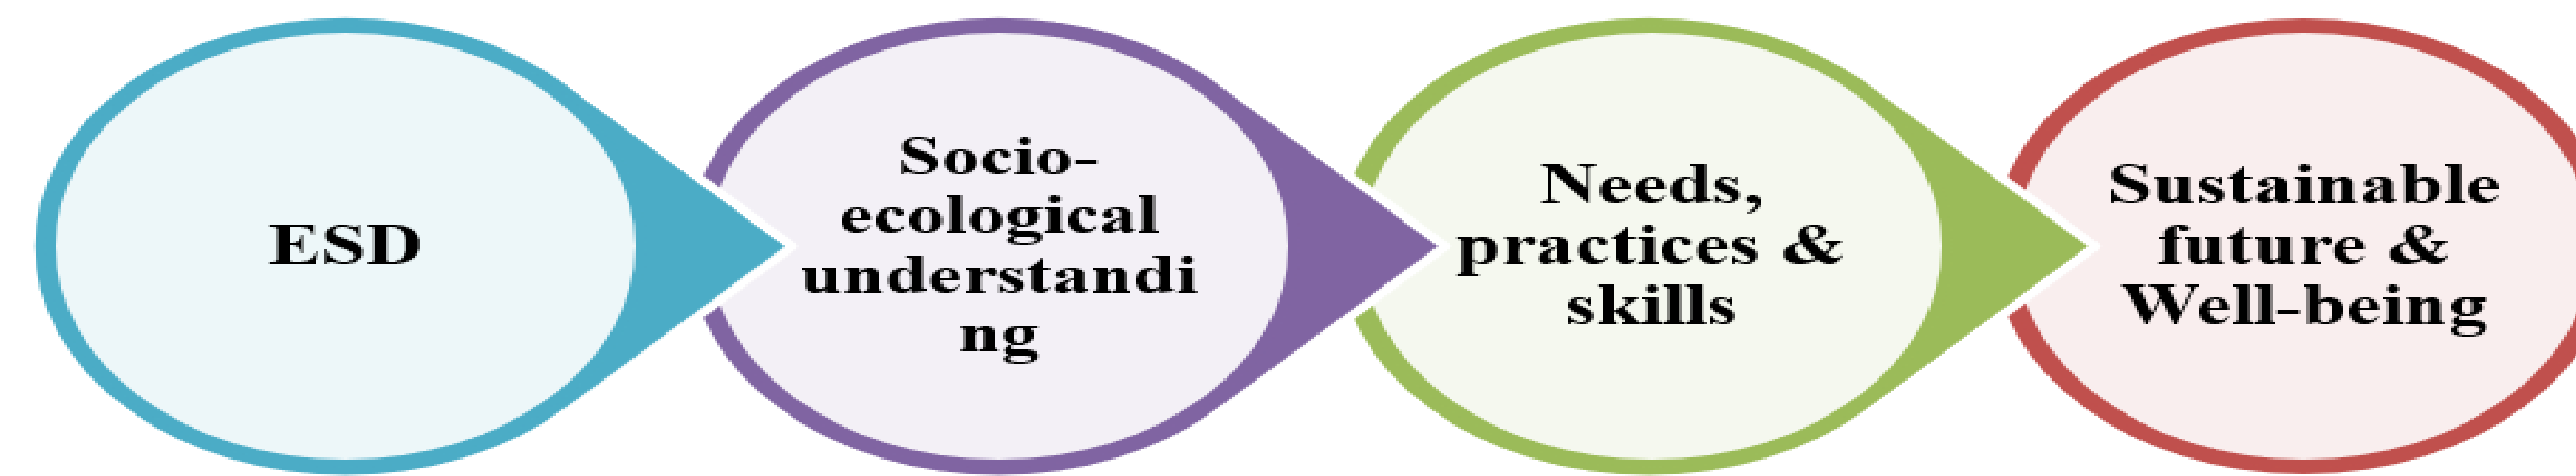 ESD
Socio-
ecological
understandi
ng
Needs,
practices &
skills
Sustainable
future &
Well-being